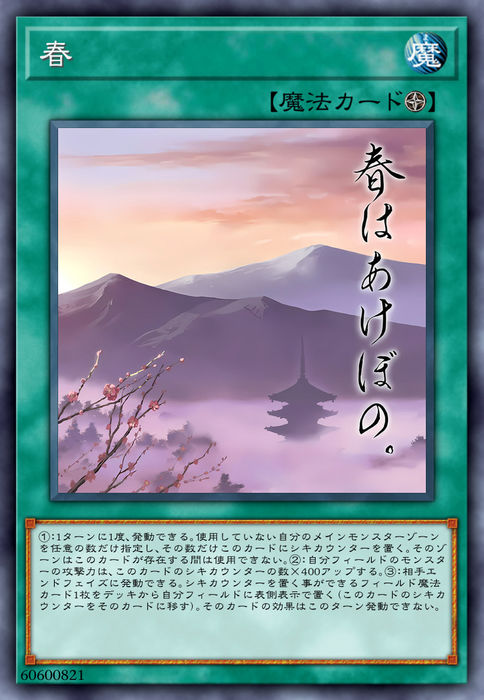 春
魔
【魔法カード】
春はあけぼの。
①:1ターンに1度、発動できる。使用していない自分のメインモンスターゾーン
を任意の数だけ指定し、その数だけこのカードにシキカウンターを置く。そのゾ
ーンはこのカードが存在する間は使用できない。②:自分フィールドのモンスタ
ーの攻撃力は、このカードのシキカウンターの数×400アップする。③:相手エ
ンドフェイズに発動できる。シキカウンターを置く事ができるフィールド魔法
カード1枚をデッキから自分フィールドに表側表示で置く(このカードのシキカ
ウンターをそのカードに移す)。そのカードの効果はこのターン発動できない。
60600821